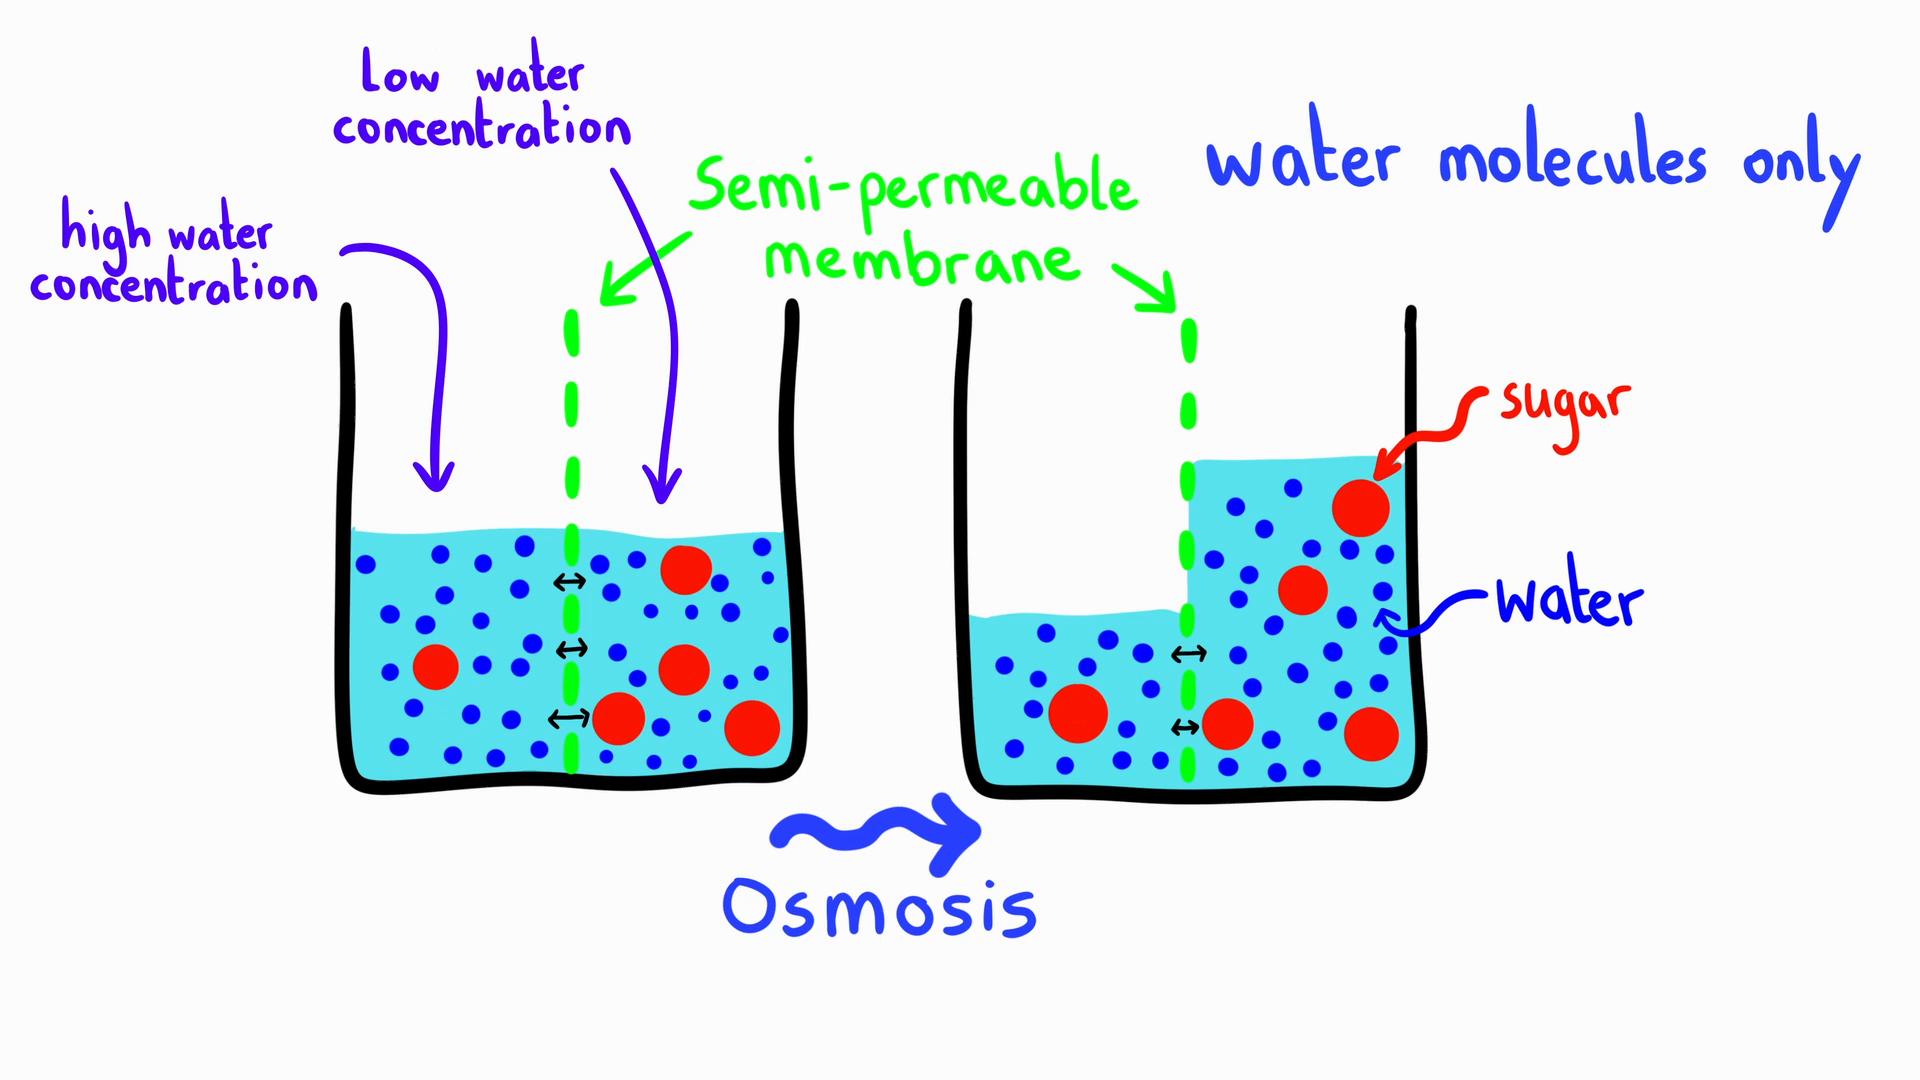 Low water
concentration
high water
concentration
Semi-permeable
membrane
water molecules only
sugar
water
Osmosis